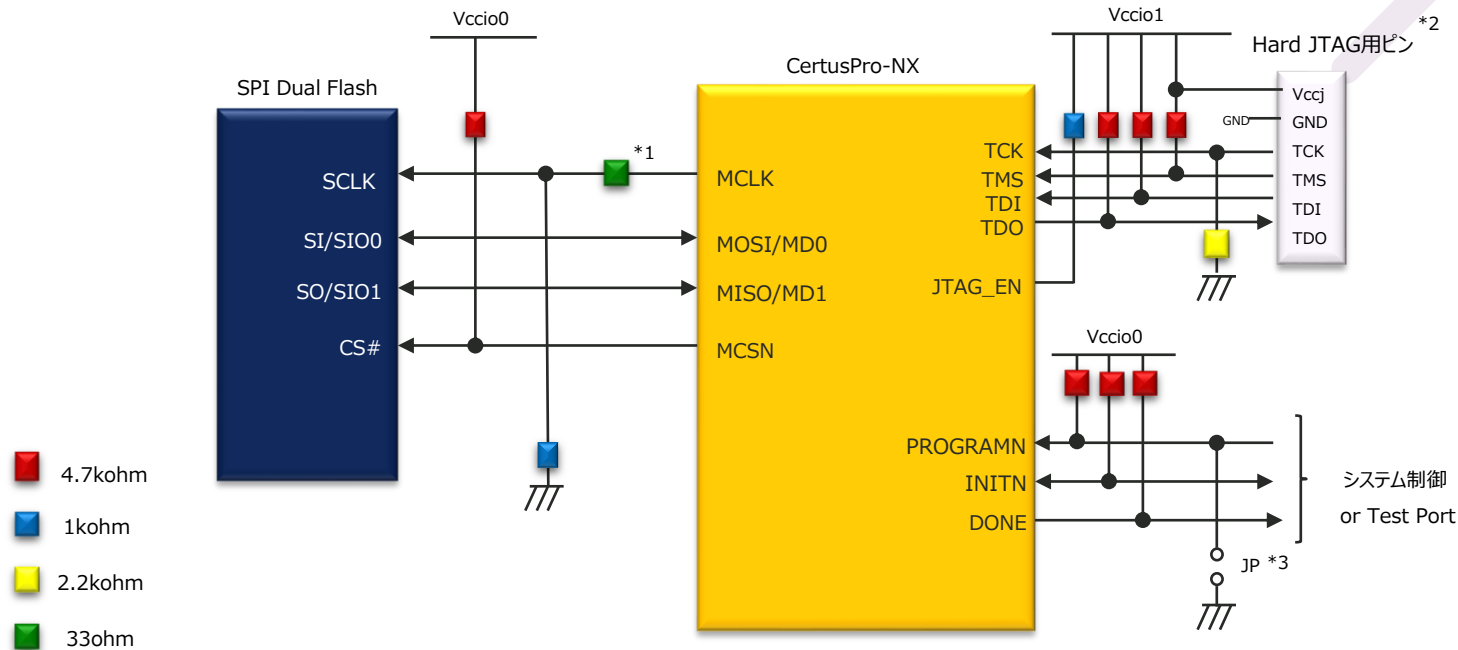 Vccio0
Vccio1
Hard JTAG用ピン *2
SPI Dual Flash
CertusPro-NX
Vccj
GND
GND
TCK
TMS
TDI
TDO
SCLK
SI/SIO0
SO/SIO1
CS#
*1
MCLK
MOSI/MD0
MISO/MD1
MCSN
TCK
TMS
TDI
TDO
JTAG_EN
Vccio0
PROGRAMN
INITN
DONE
システム制御
or Test Port
JP *3
4.7kohm
1kohm
2.2kohm
33ohm